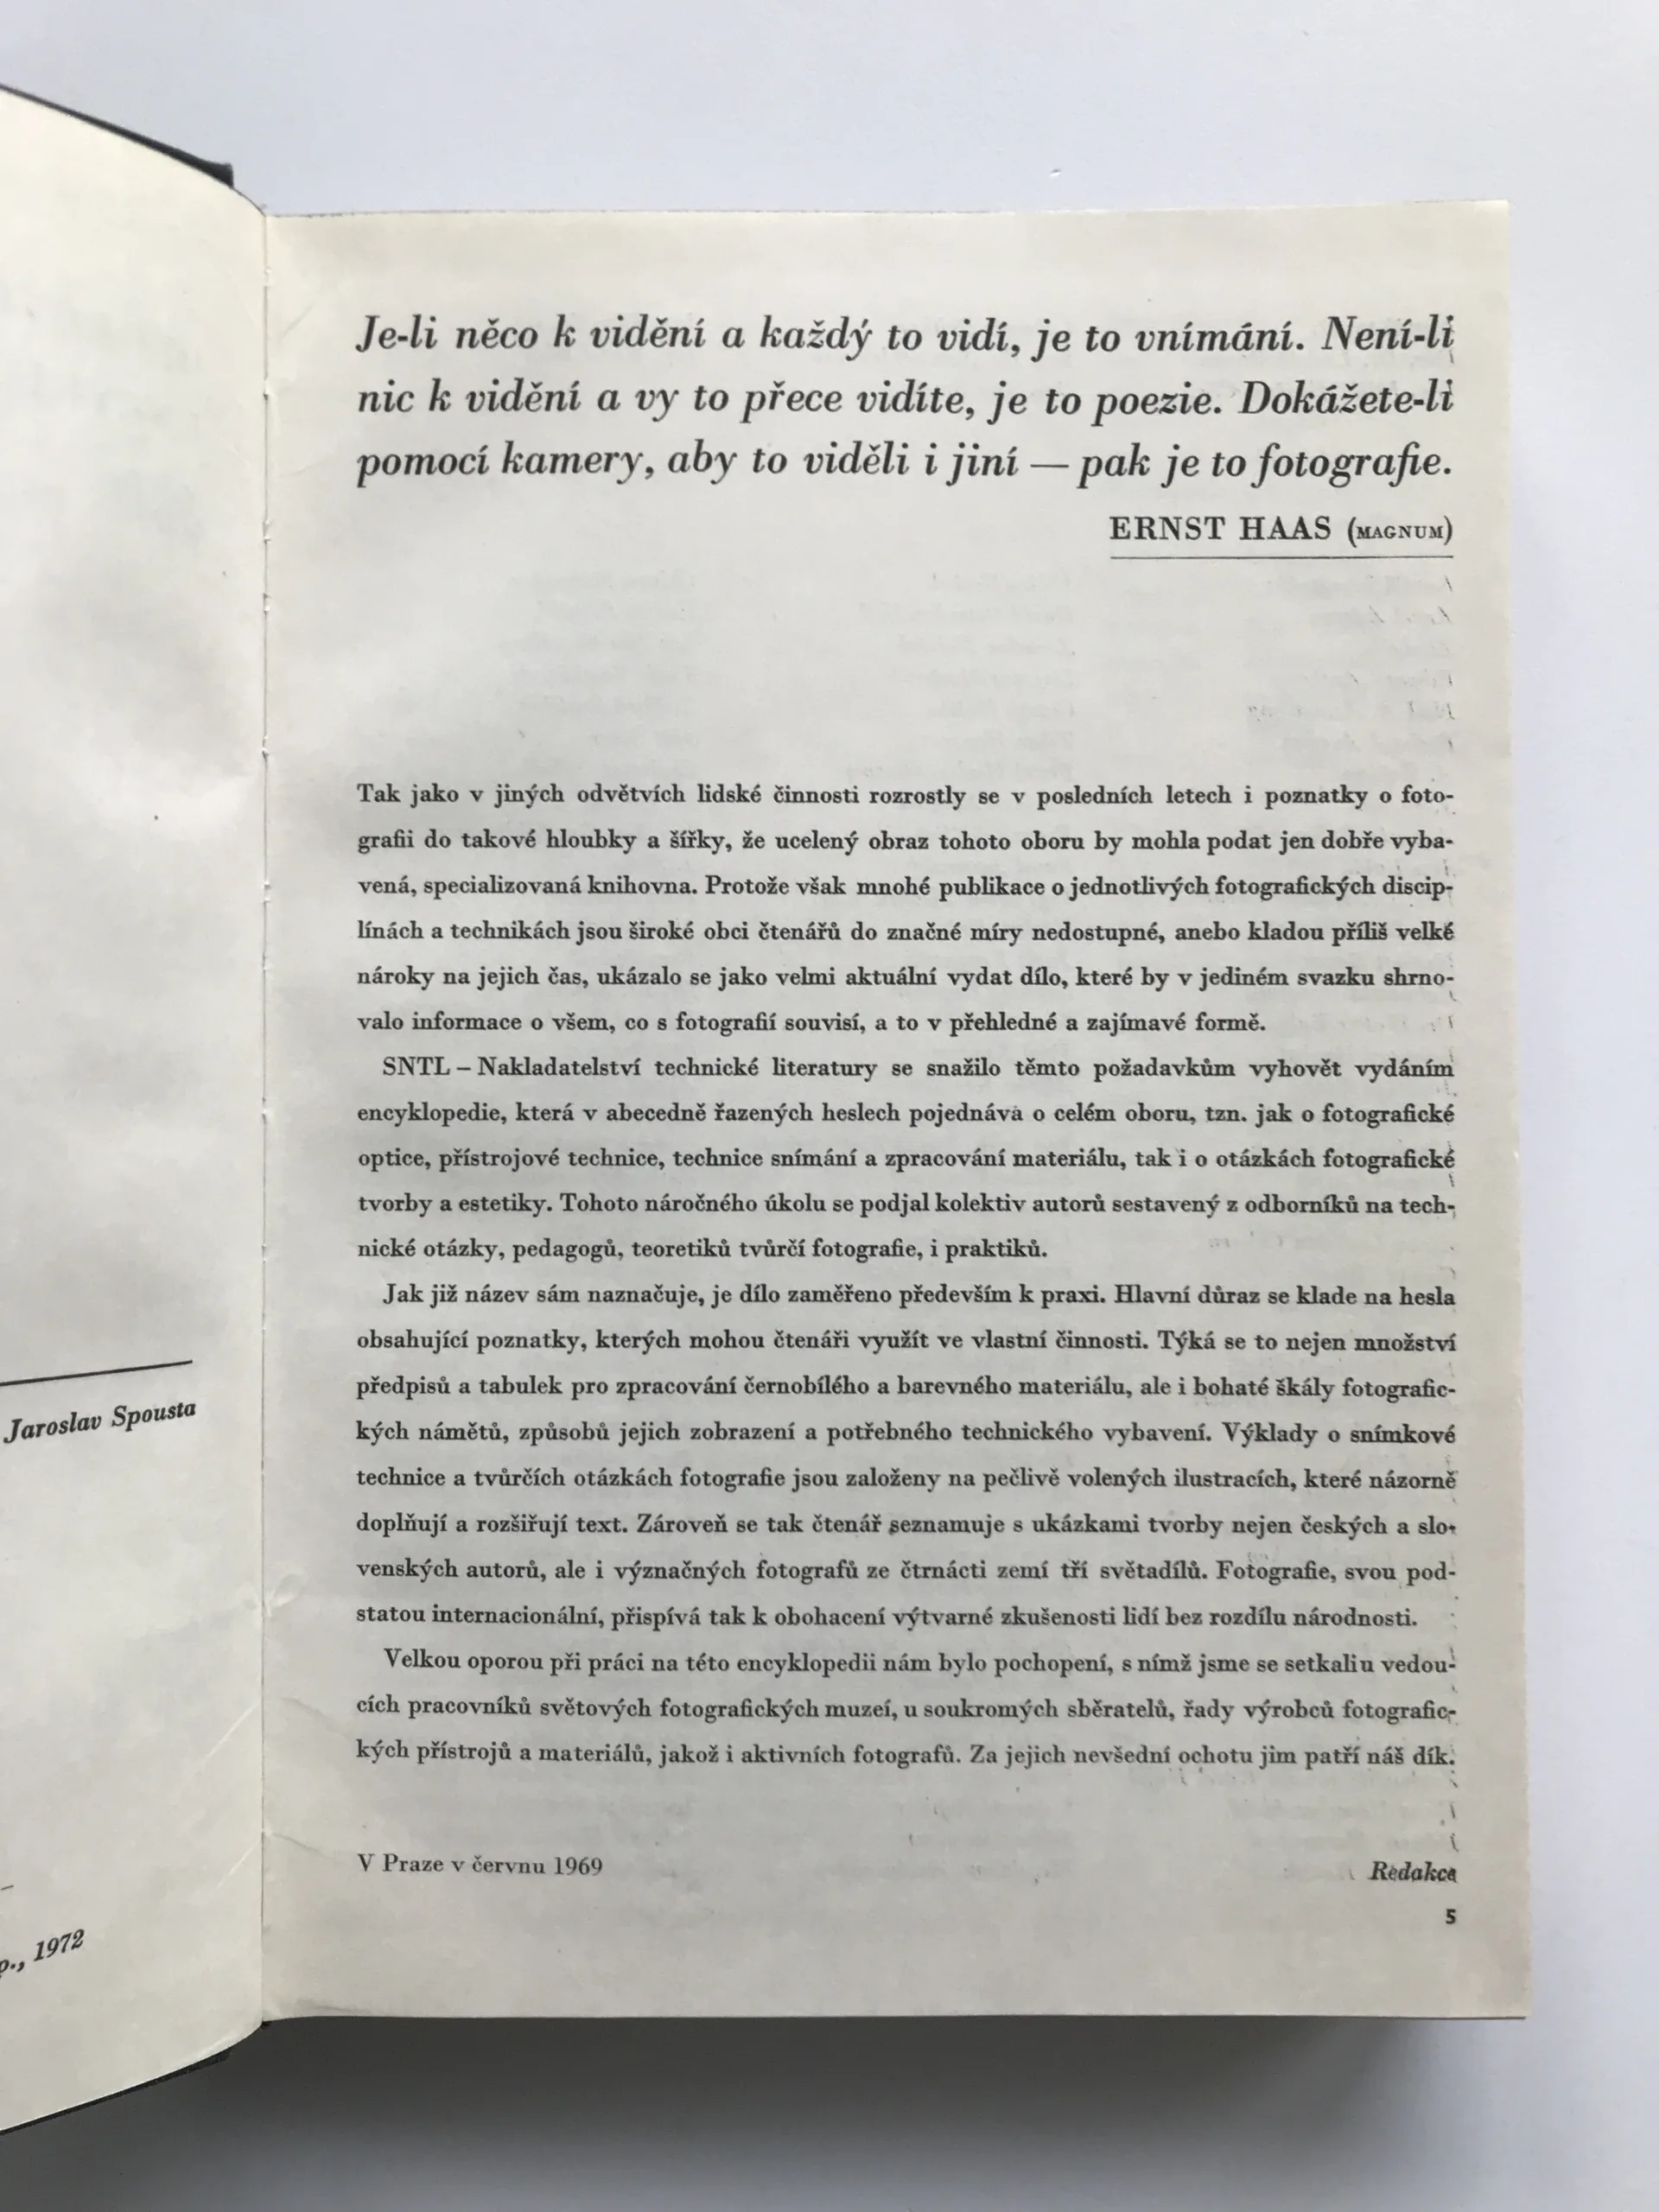 Jaroslav Spousta
1972
Je-li něco k vidění a každý to vidí, je to vnímání. Není-li
nic k vidění a vy to přece vidíte, je to poezie. Dokážete-li
pomocí kamery, aby to viděli i jiní — pak je to fotografie.
ERNST HAAS (MAGNUM)
Tak jako v jiných odvětvích lidské činnosti rozrostly se v posledních letech i poznatky o foto-
grafii do takové hloubky a šířky, že ucelený obraz tohoto oboru by mohla podat jen dobře vyba-
vená, specializovaná knihovna. Protože však mnohé publikace o jednotlivých fotografických discip-
línách a technikách jsou široké obci čtenářů do značné míry nedostupné, anebo kladou příliš velké
nároky na jejich čas, ukázalo se jako velmi aktuální vydat dílo, které by v jediném svazku shrno-
valo informace o všem, co s fotografií souvisí, a to v přehledné a zajímavé formě.
SNTL – Nakladatelství technické literatury se snažilo těmto požadavkům vyhovět vydáním
encyklopedie, která v abecedně řazených heslech pojednává o celém oboru, tzn. jak o fotografické
optice, přístrojové technice, technice snímání a zpracování materiálu, tak i o otázkách fotografické
tvorby a estetiky. Tohoto náročného úkolu se podjal kolektiv autorů sestavený z odborníků na tech-
nické otázky, pedagogů, teoretiků tvůrčí fotografie, i praktiků.
Jak již název sám naznačuje, je dílo zaměřeno především k praxi. Hlavní důraz se klade na hesla
obsahující poznatky, kterých mohou čtenáři využít ve vlastní činnosti. Týká se to nejen množství
předpisů a tabulek pro zpracování černobílého a barevného materiálu, ale i bohaté škály fotografic-
kých námětů, způsobů jejich zobrazení a potřebného technického vybavení. Výklady o snímkové
technice a tvůrčích otázkách fotografie jsou založeny na pečlivě volených ilustracích, které názorně
doplňují a rozšiřují text. Zároveň se tak čtenář seznamuje s ukázkami tvorby nejen českých a slo-
venských autorů, ale i význačných fotografů ze čtrnácti zemí tří světadílů. Fotografie, svou pod-
statou internacionální, přispívá tak k obohacení výtvarné zkušenosti lidí bez rozdílu národnosti.
Velkou oporou při práci na této encyklopedii nám bylo pochopení, s nímž jsme se setkali u vedou-
cích pracovníků světových fotografických muzeí, u soukromých sběratelů, řady výrobců fotografic-
kých přístrojů a materiálů, jakož i aktivních fotografů. Za jejich nevšední ochotu jim patří náš dík.
V Praze v červnu 1969
Redakce
5